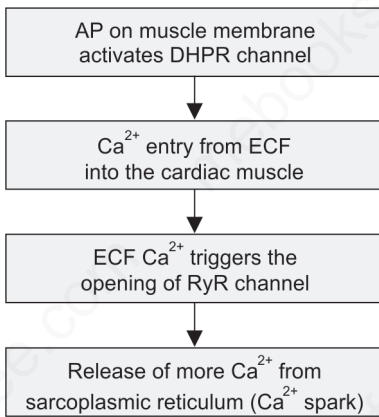 AP on muscle membrane
activates DHPR channel
Ca²⁺ entry from ECF
into the cardiac muscle
ECF Ca²⁺ triggers the
opening of RyR channel
Release of more Ca²⁺ from
sarcoplasmic reticulum (Ca²⁺ spark)